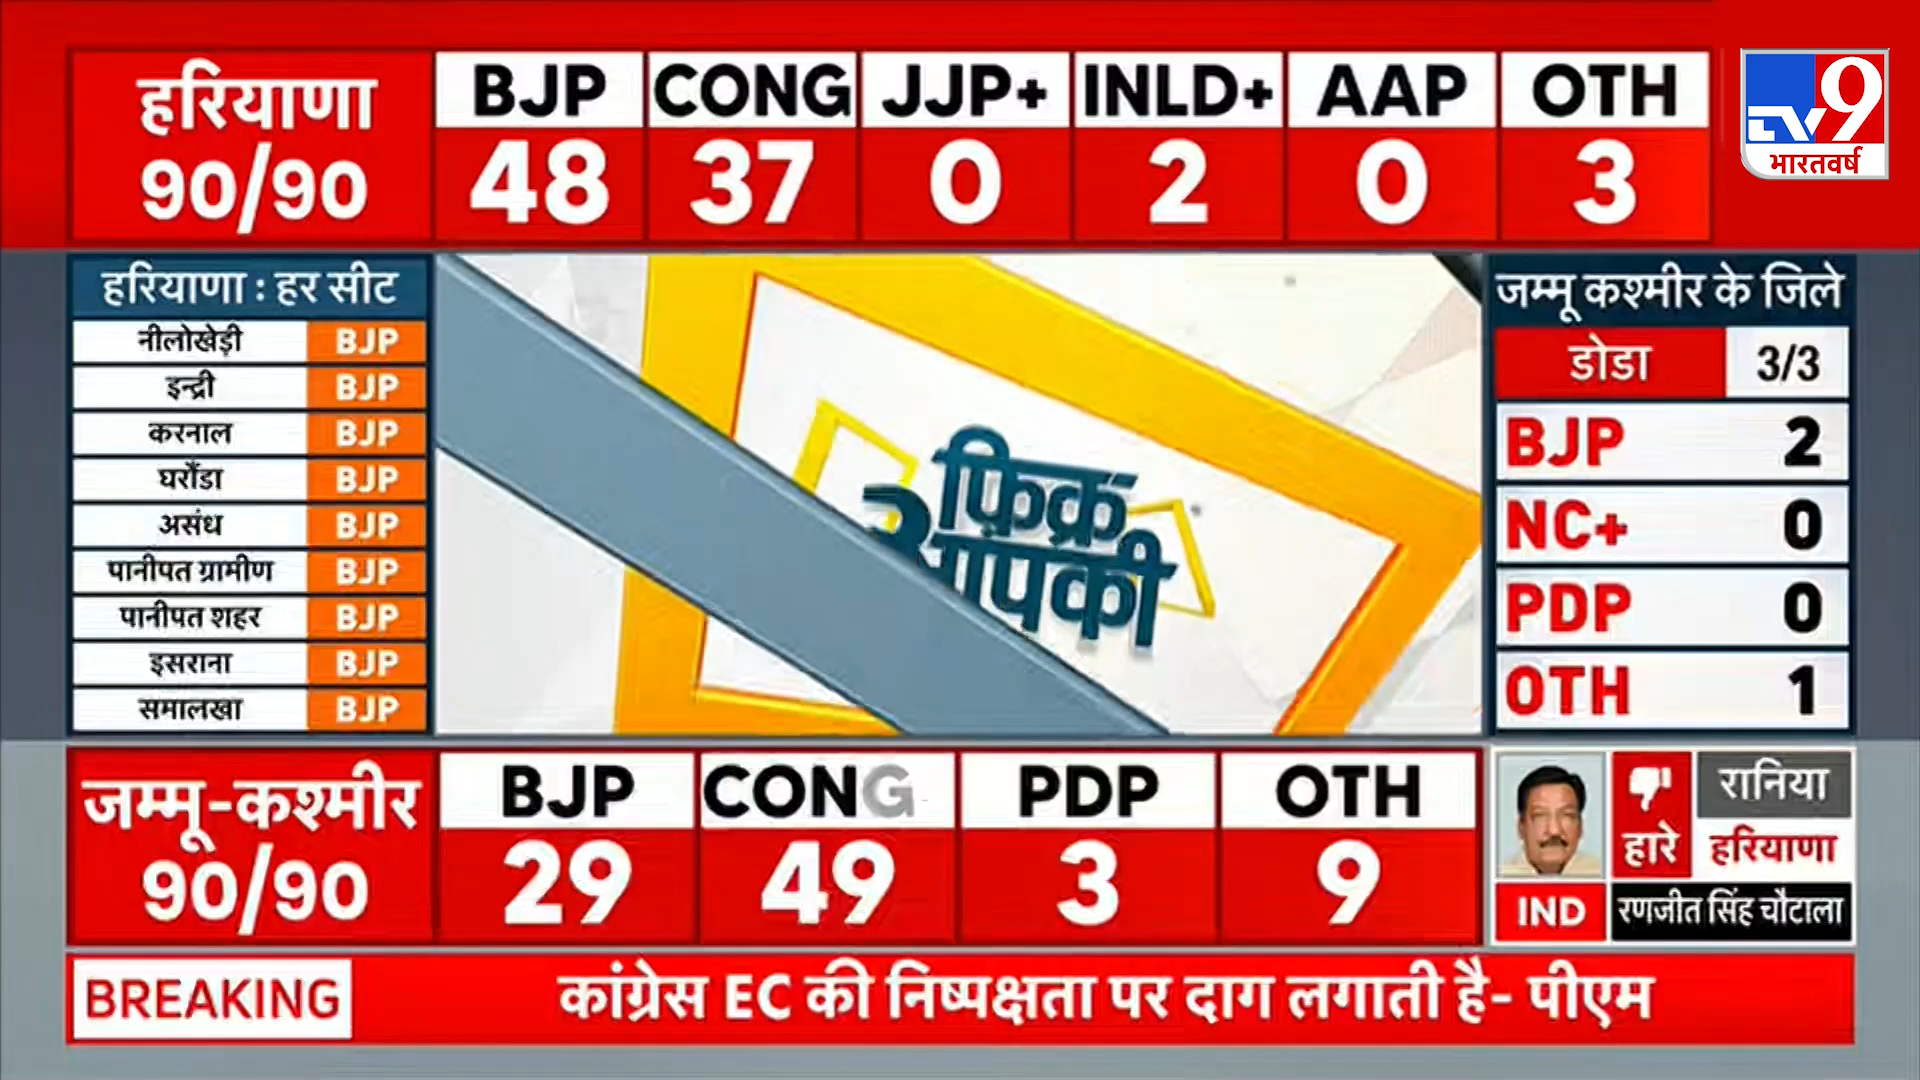 हरियाणा
90/90
BJP CONG JJP+ INLD+ AAP OTH
48 37 0 2 0 3
TV9
भारतवर्ष
हरियाणा : हर सीट
नीलोखेड़ी BJP
इन्द्री BJP
करनाल BJP
घरौंडा BJP
असंध BJP
पानीपत ग्रामीण BJP
पानीपत शहर BJP
इसराना BJP
समालखा BJP
फ़िक्र
आपकी
जम्मू कश्मीर के जिले
डोडा 3/3
BJP 2
NC+ 0
PDP 0
OTH 1
जम्मू-कश्मीर
90/90
BJP CONG PDP OTH
29 49 3 9
हारे
रानिया
हरियाणा
IND रणजीत सिंह चौटाला
BREAKING कांग्रेस EC की निष्पक्षता पर दाग लगाती है- पीएम